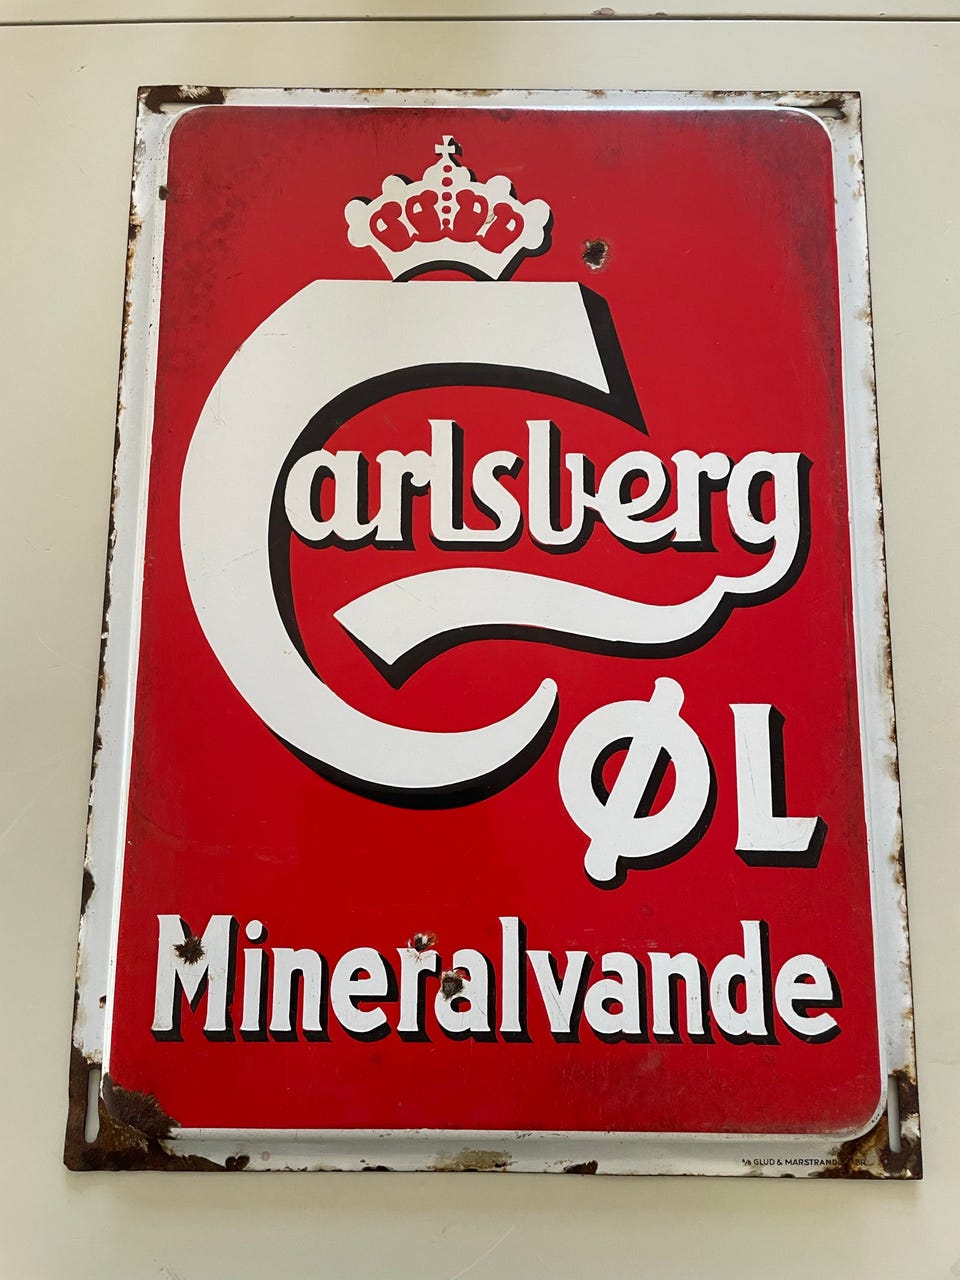 Carlsberg
ØL
Mineralvande
A/S GLUD & MARSTRAND